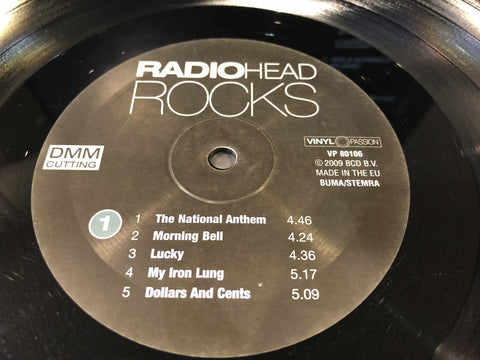 RADIOHEAD
ROCKS
DMM
CUTTING
VINYL PASSION
VP 80106
© 2009 BCD B.V.
MADE IN THE EU
BUMA/STEMRA
1
1 The National Anthem 4.46
2 Morning Bell 4.24
3 Lucky 4.36
4 My Iron Lung 5.17
5 Dollars And Cents 5.09